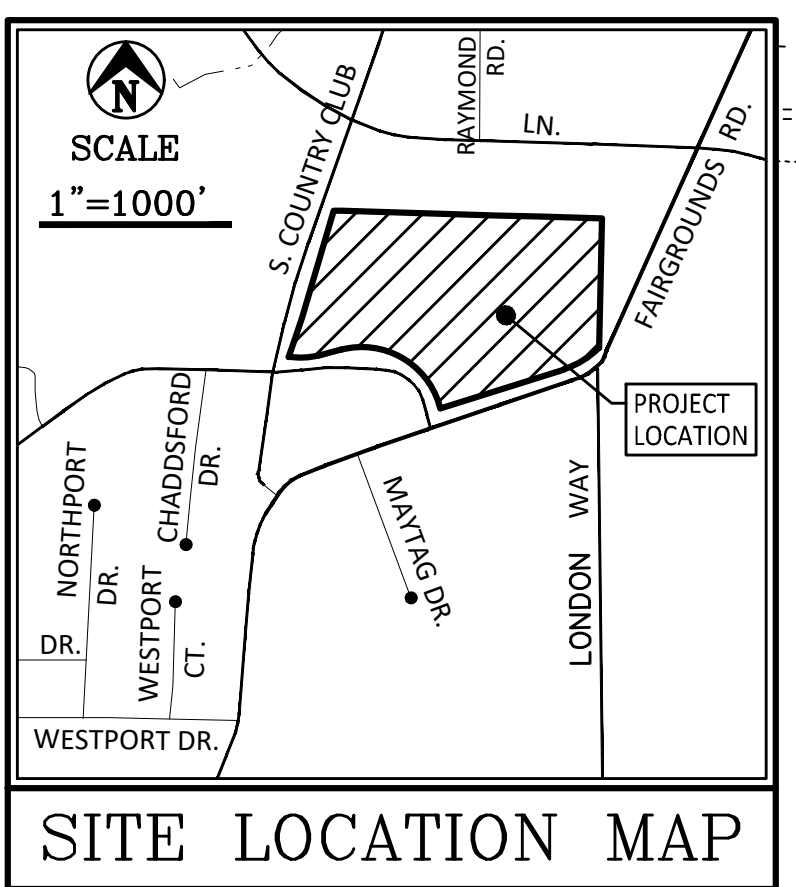 N
SCALE
1”=1000’
S. COUNTRY CLUB
RAYMOND
RD.
LN.
FAIRGROUNDS RD.
PROJECT
LOCATION
CHADDSFORD
DR.
NORTHPORT
DR.
WESTPORT
CT.
MAYTAG DR.
LONDON WAY
DR.
WESTPORT DR.
SITE LOCATION MAP